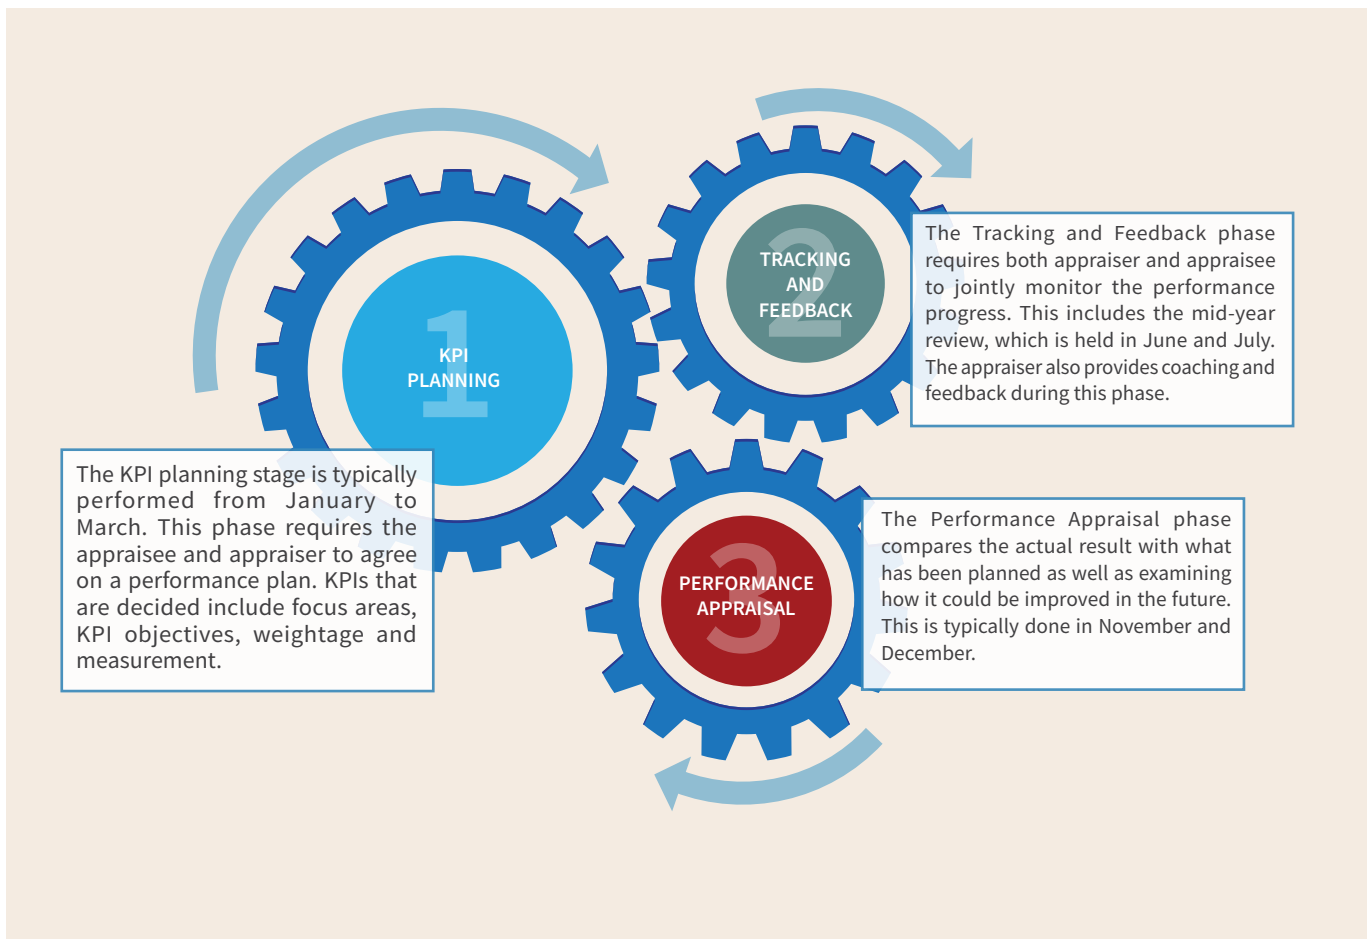 1
KPI
PLANNING
The KPI planning stage is typically
performed from January to
March. This phase requires the
appraisee and appraiser to agree
on a performance plan. KPIs that
are decided include focus areas,
KPI objectives, weightage and
measurement.
2
TRACKING
AND
FEEDBACK
The Tracking and Feedback phase
requires both appraiser and appraisee
to jointly monitor the performance
progress. This includes the mid-year
review, which is held in June and July.
The appraiser also provides coaching and
feedback during this phase.
3
PERFORMANCE
APPRAISAL
The Performance Appraisal phase
compares the actual result with what
has been planned as well as examining
how it could be improved in the future.
This is typically done in November and
December.